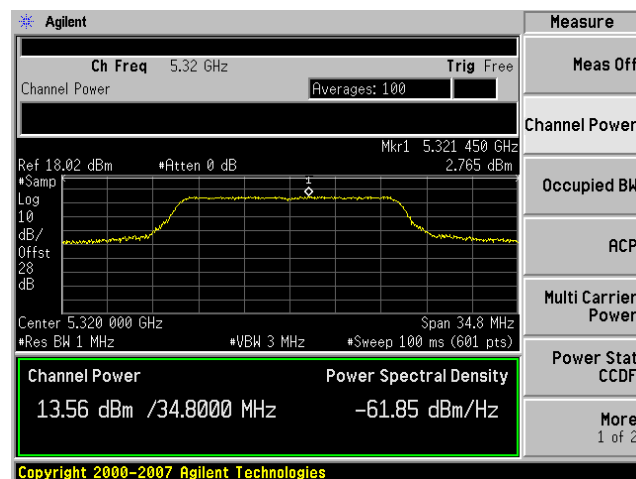 Agilent
Measure
Ch Freq 5.32 GHz Trig Free
Channel Power Averages: 100
Mkr1 5.321 450 GHz
Ref 18.02 dBm #Atten 0 dB 2.765 dBm
#Samp
Log
10
dB/
Offst
28
dB
1
Center 5.320 000 GHz Span 34.8 MHz
#Res BW 1 MHz #VBW 3 MHz #Sweep 100 ms (601 pts)
Channel Power Power Spectral Density
13.56 dBm /34.8000 MHz -61.85 dBm/Hz
Meas Off
Channel Power
Occupied BW
ACP
Multi Carrier
Power
Power Stat
CCDF
More
1 of 2
Copyright 2000-2007 Agilent Technologies